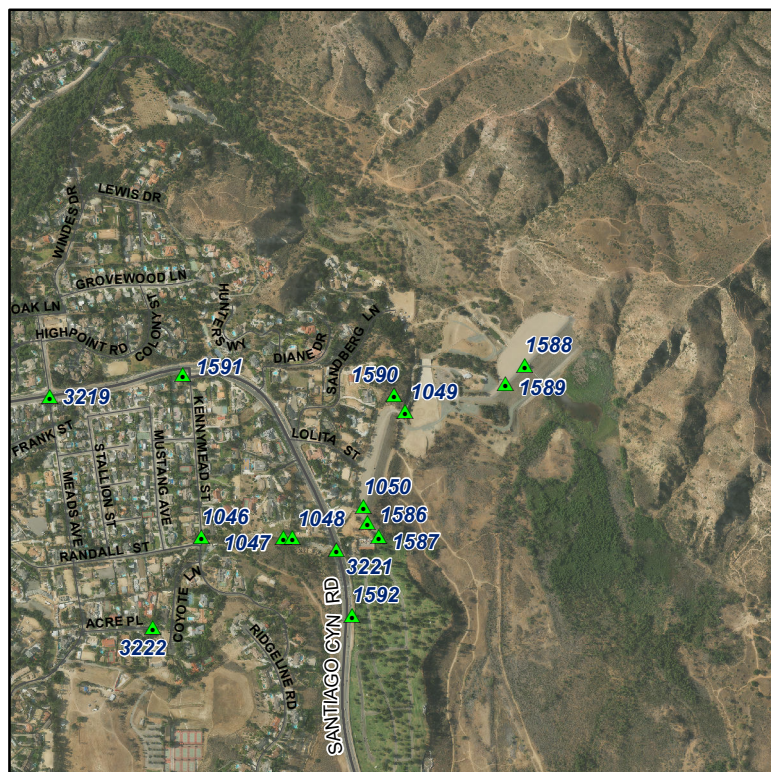 LEWIS DR
WINDES DR
GROVEWOOD LN
OAK LN
COLONY ST
HUNTERS WY
HIGHPOINT RD
DIANE DR
SANDBERG LN
1588
1591
1590
1589
3219
1049
KENNYMEAD ST
FRANK ST
LOLITA ST
STALLION ST
MUSTANG AVE
MEADS AVE
1050
1046
1048
1586
1047
1587
RANDALL ST
3221
COYOTE LN
1592
ACRE PL
3222
RIDGELINE RD
SANTIAGO CYN RD